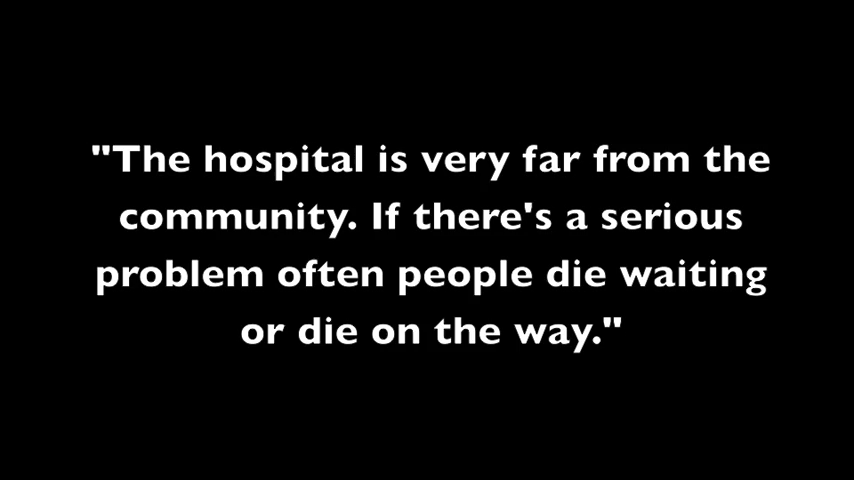 "The hospital is very far from the
community. If there's a serious
problem often people die waiting
or die on the way."